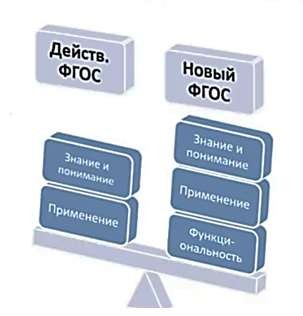 Действ.
ФГОС
Новый
ФГОС
Знание и
понимание
Применение
Знание и
понимание
Применение
Функци-
ональность